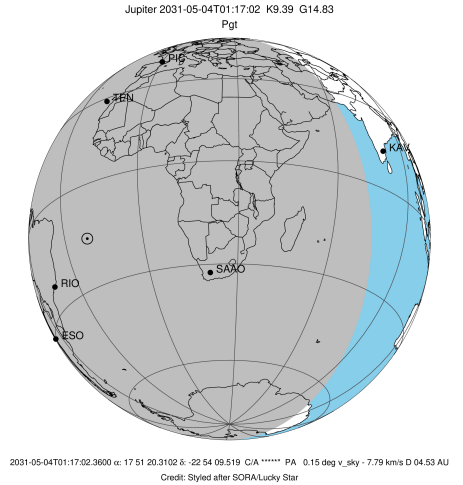 Jupiter 2031-05-04T01:17:02 K9.39 G14.83
Pgt
PIC
TEN
KAV
SAAO
RIO
ESO
2031-05-04T01:17:02.3600 α: 17 51 20.3102 δ: -22 54 09.519 C/A ****** PA 0.15 deg v_sky - 7.79 km/s D 04.53 AU
Credit: Styled after SORA/Lucky Star